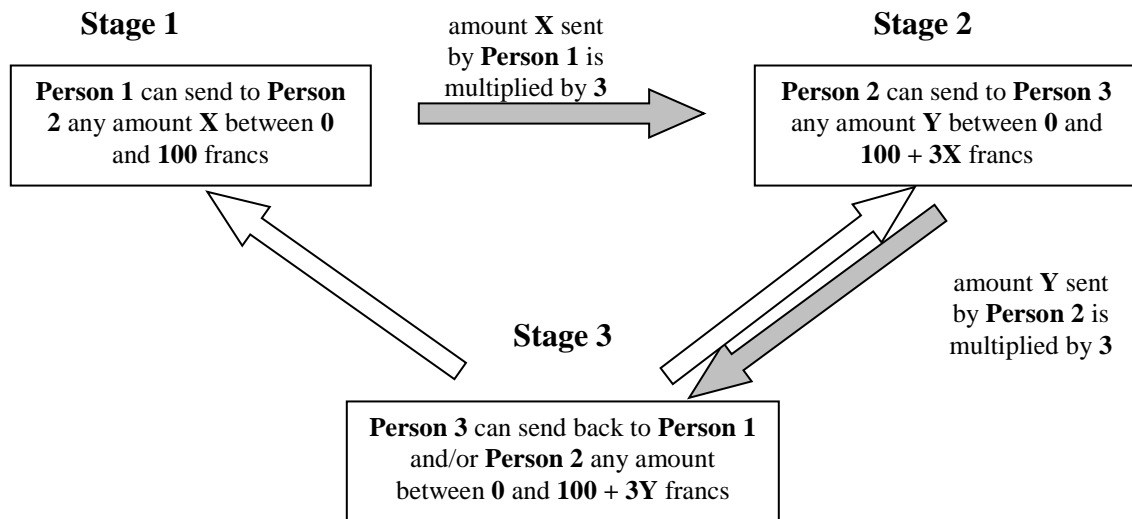 Stage 1
Person 1 can send to Person
2 any amount X between 0
and 100 francs
amount X sent
by Person 1 is
multiplied by 3
Stage 2
Person 2 can send to Person 3
any amount Y between 0 and
100 + 3X francs
amount Y sent
by Person 2 is
multiplied by 3
Stage 3
Person 3 can send back to Person 1
and/or Person 2 any amount
between 0 and 100 + 3Y francs